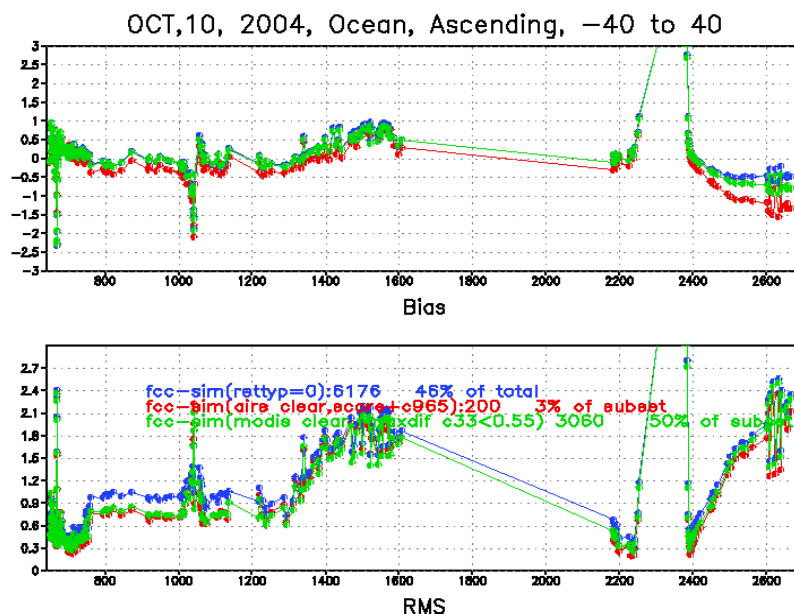 OCT,10, 2004, Ocean, Ascending, −40 to 40
3
2.5
2
1.5
1
0.5
0
−0.5
−1
−1.5
−2
−2.5
−3
800 1000 1200 1400 1600 1800 2000 2200 2400 2600
Bias
2.7
2.4
2.1
1.8
1.5
1.2
0.9
0.6
0.3
0
fcc−sim(rettyp=0):6176 46% of total
fcc−sim(airs clear,score+c965):200 3% of subset
fcc−sim(modis clear, 3060 50% of
800 1000 1200 1400 1600 1800 2000 2200 2400 2600
RMS